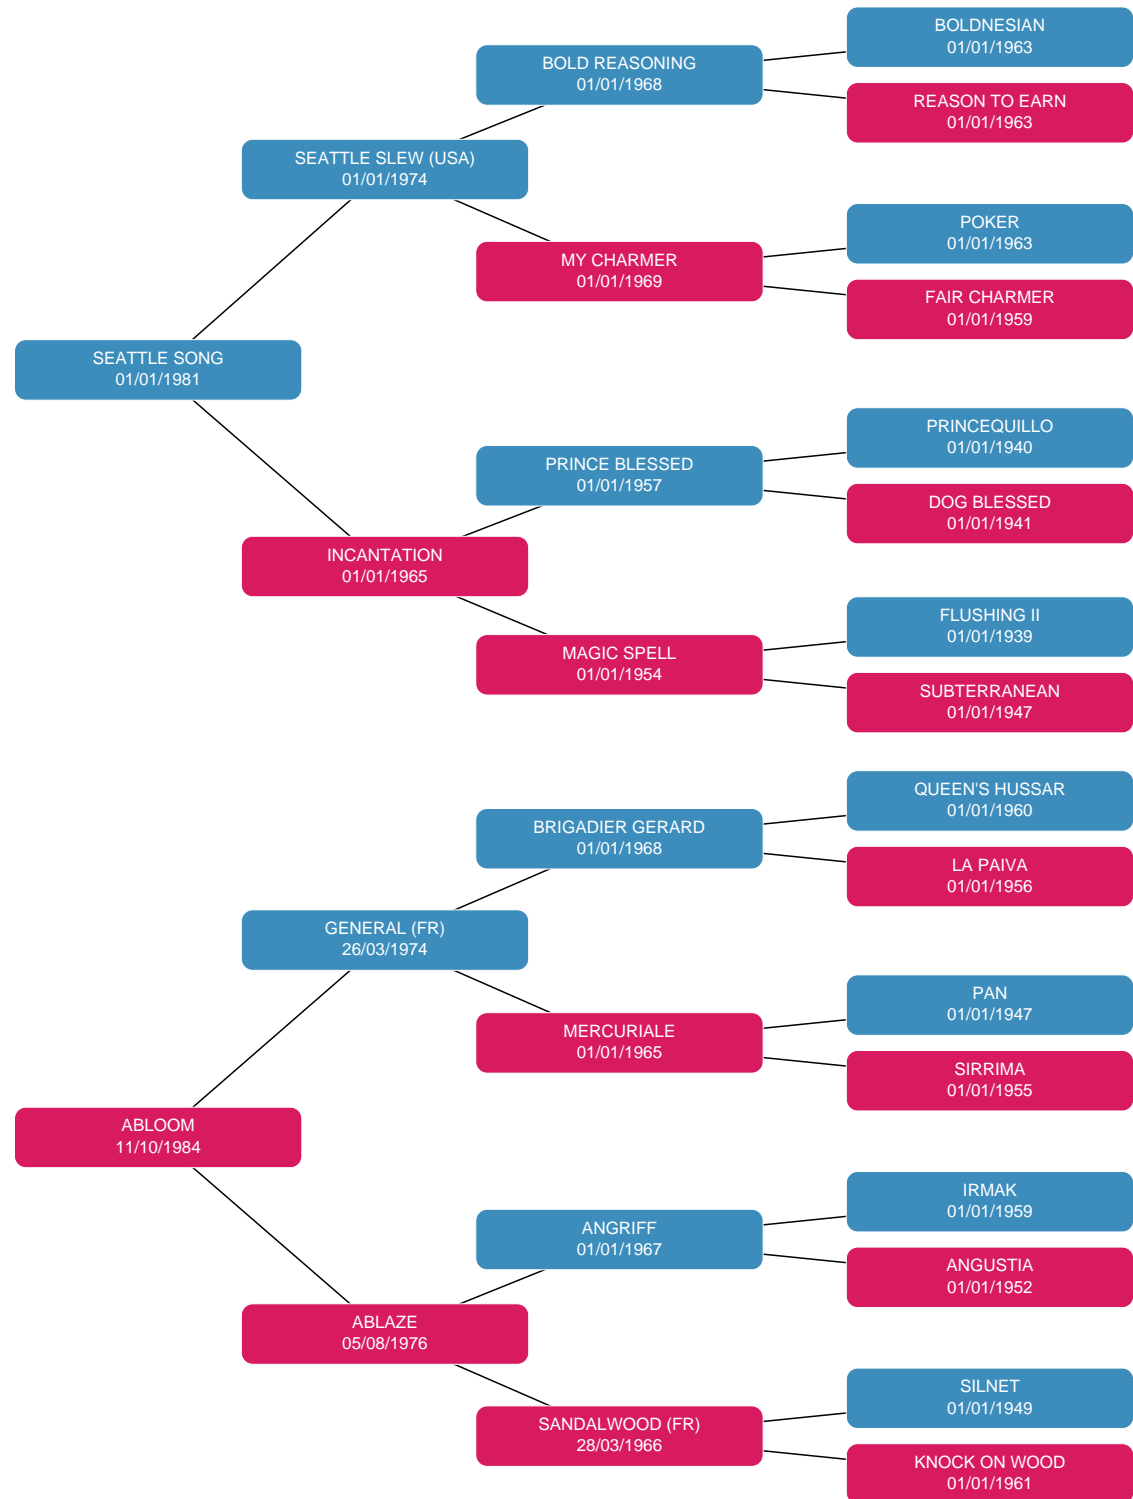 BOLDNESIAN
01/01/1963
BOLD REASONING
01/01/1968
REASON TO EARN
01/01/1963
SEATTLE SLEW (USA)
01/01/1974
POKER
01/01/1963
MY CHARMER
01/01/1969
FAIR CHARMER
01/01/1959
SEATTLE SONG
01/01/1981
PRINCEQUILLO
01/01/1940
PRINCE BLESSED
01/01/1957
DOG BLESSED
01/01/1941
INCANTATION
01/01/1965
FLUSHING II
01/01/1939
MAGIC SPELL
01/01/1954
SUBTERRANEAN
01/01/1947
QUEEN'S HUSSAR
01/01/1960
BRIGADIER GERARD
01/01/1968
LA PAIVA
01/01/1956
GENERAL (FR)
26/03/1974
PAN
01/01/1947
MERCURIALE
01/01/1965
SIRRIMA
01/01/1955
ABLOOM
11/10/1984
IRMAK
01/01/1959
ANGRIFF
01/01/1967
ANGUSTIA
01/01/1952
ABLAZE
05/08/1976
SILNET
01/01/1949
SANDALWOOD (FR)
28/03/1966
KNOCK ON WOOD
01/01/1961